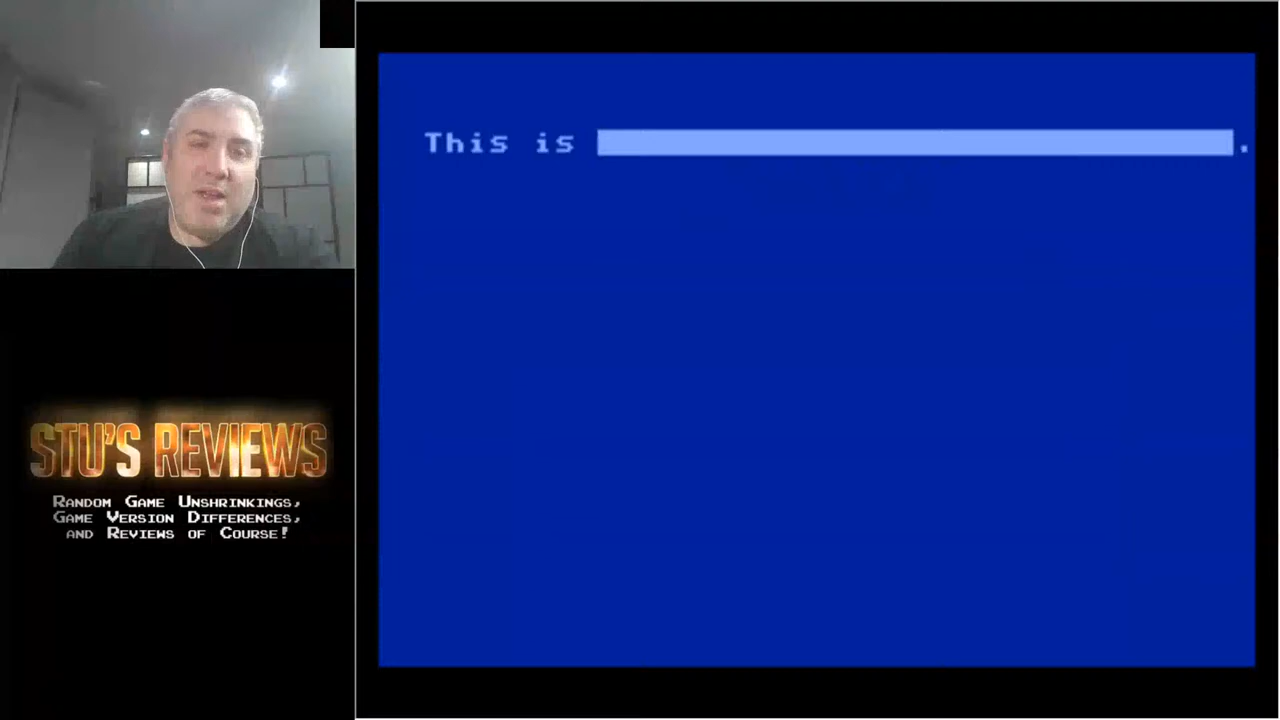 This is .
STU'S REVIEWS
RANDOM GAME UNSHRINKINGS,
GAME VERSION DIFFERENCES,
AND REVIEWS OF COURSE!